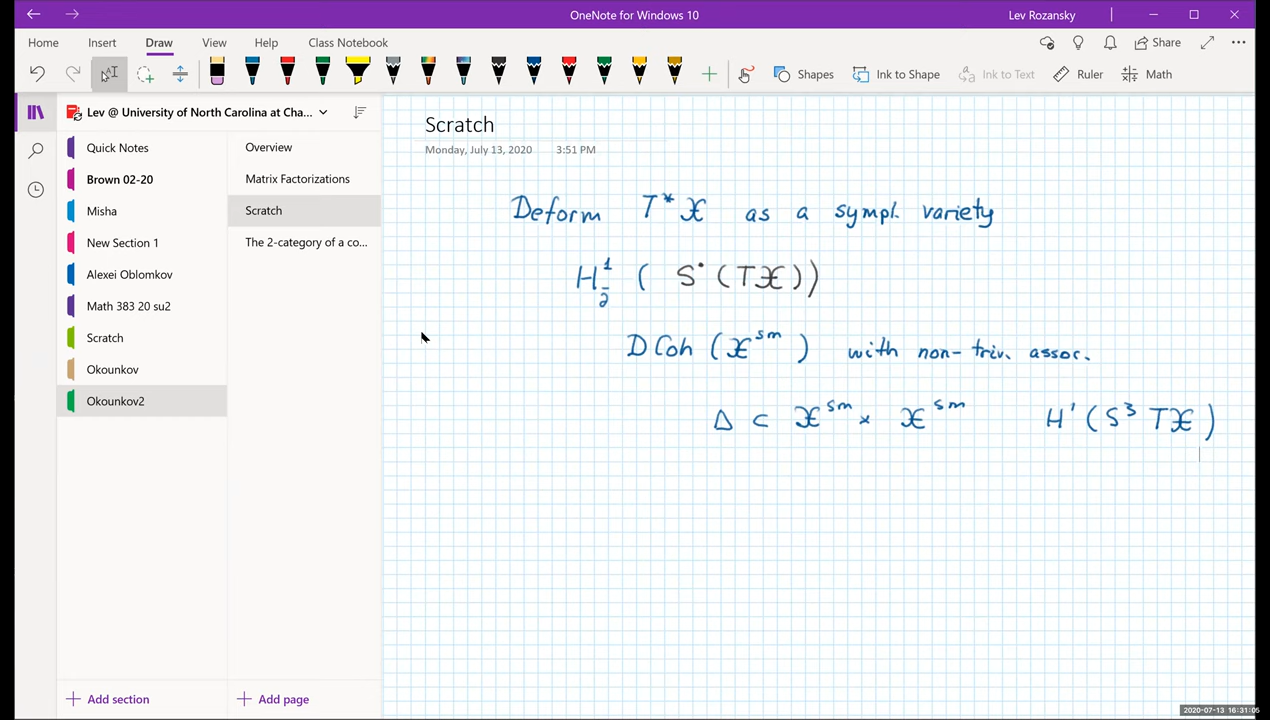 OneNote for Windows 10
Lev Rozansky
Home Insert Draw View Help Class Notebook
Share
Shapes Ink to Shape Ink to Text Ruler Math
Lev @ University of North Carolina at Cha...
Quick Notes
Brown 02-20
Misha
New Section 1
Alexei Oblomkov
Math 383 20 su2
Scratch
Okounkov
Okounkov2
Add section
Overview
Matrix Factorizations
Scratch
The 2-category of a co...
Add page
Scratch
Monday, July 13, 2020 3:51 PM
Deform T*X as a sympl. variety
H^1_2 ( S^• (TX))
DCoh (X^sm) with non-triv. assoc.
Δ ⊂ X^sm × X^sm H^1(S^3 TX)
2020-07-13 16:31:05